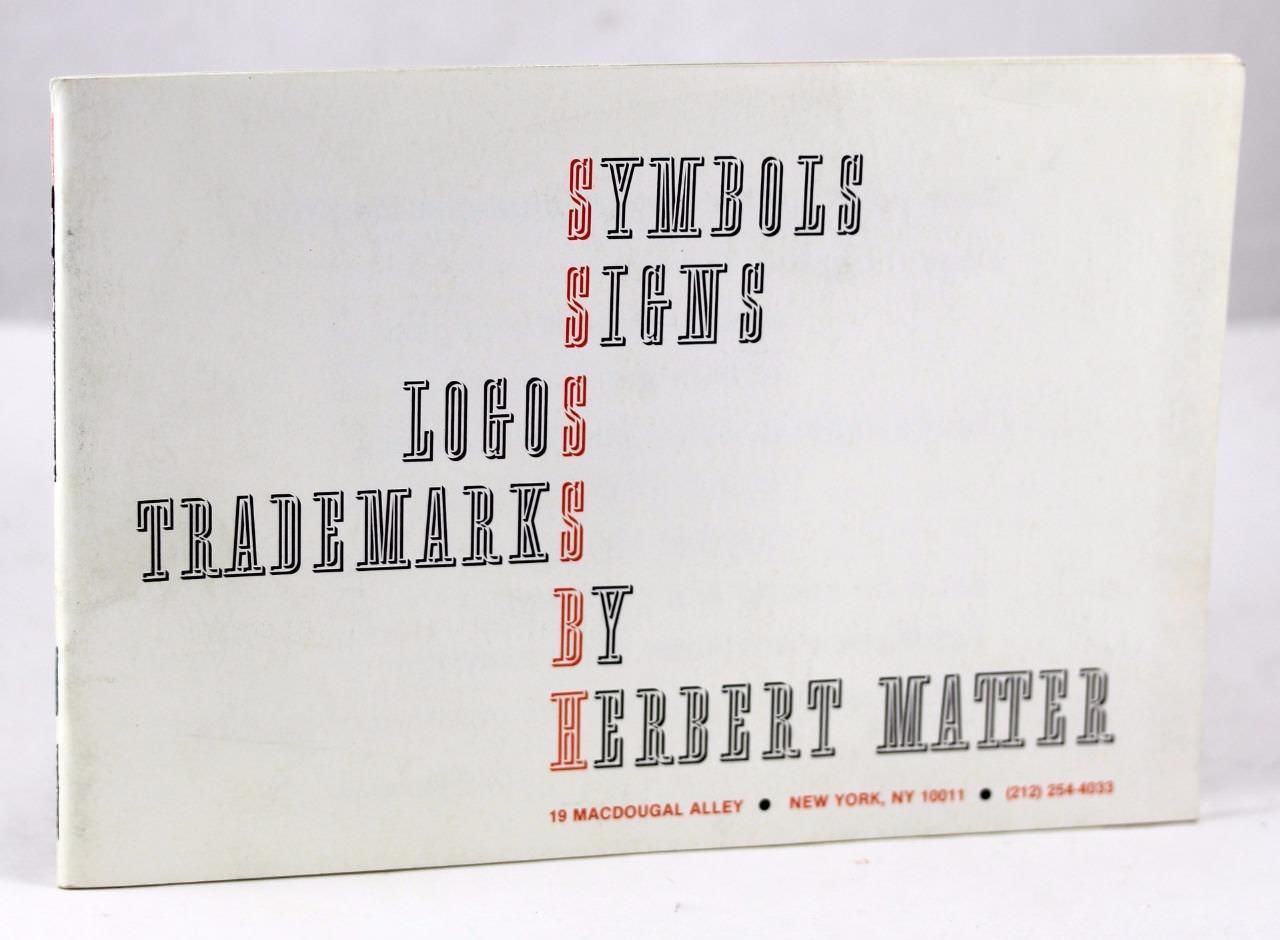 SYMBOLS
SIGNS
LOGOS
TRADEMARKS
BY
HERBERT MATTER
19 MACDOUGAL ALLEY ● NEW YORK, NY 10011 ● (212) 254-4033